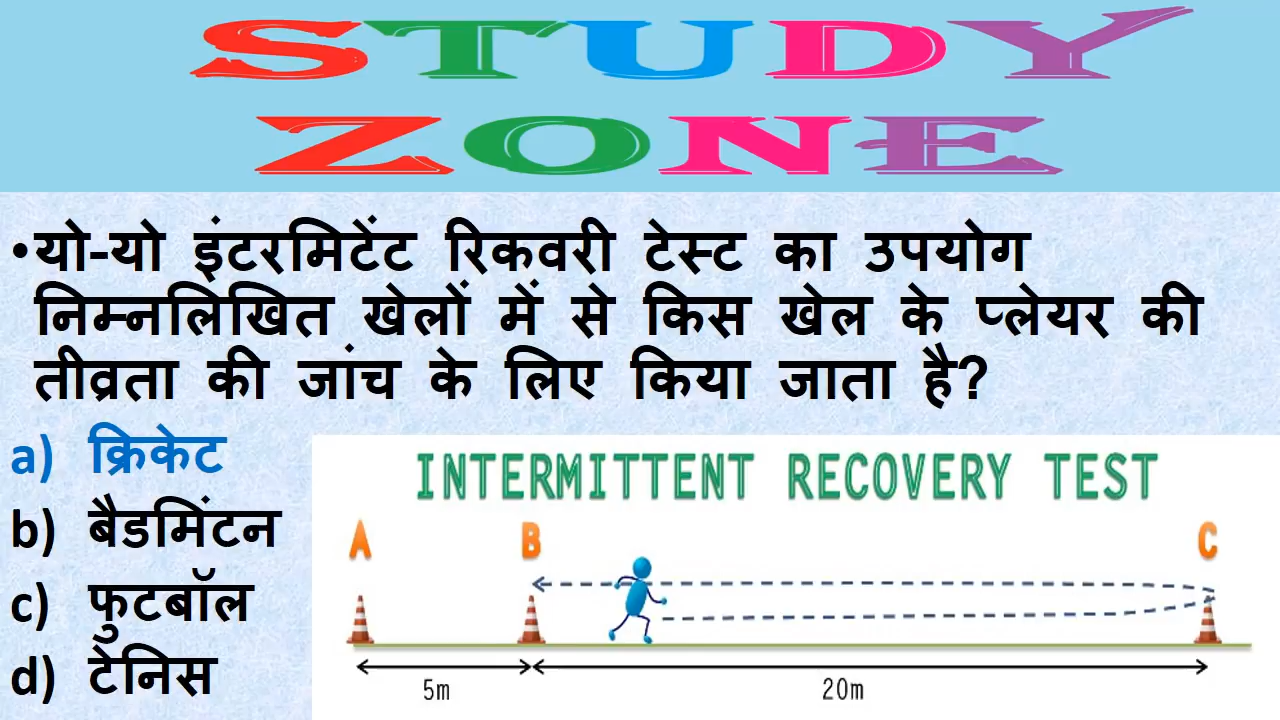 STUDY
ZONE
•यो-यो इंटरमिटेंट रिकवरी टेस्ट का उपयोग
निम्नलिखित खेलों में से किस खेल के प्लेयर की
तीव्रता की जांच के लिए किया जाता है?
a) क्रिकेट
b) बैडमिंटन
c) फुटबॉल
d) टेनिस
INTERMITTENT RECOVERY TEST
A B C
5m 20m